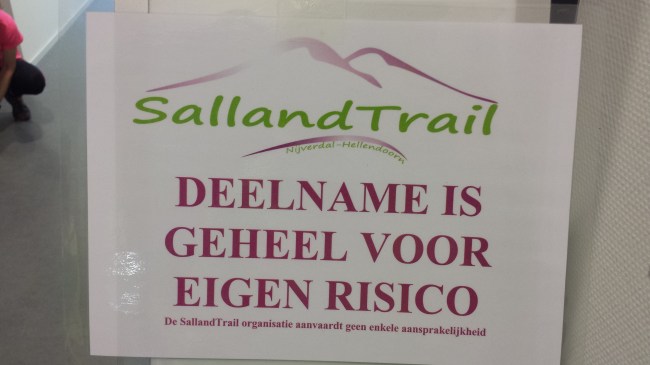 SallandTrail
Nijverdal-Hellendoorn
DEELNAME IS
GEHEEL VOOR
EIGEN RISICO
De SallandTrail organisatie aanvaardt geen enkele aansprakelijkheid